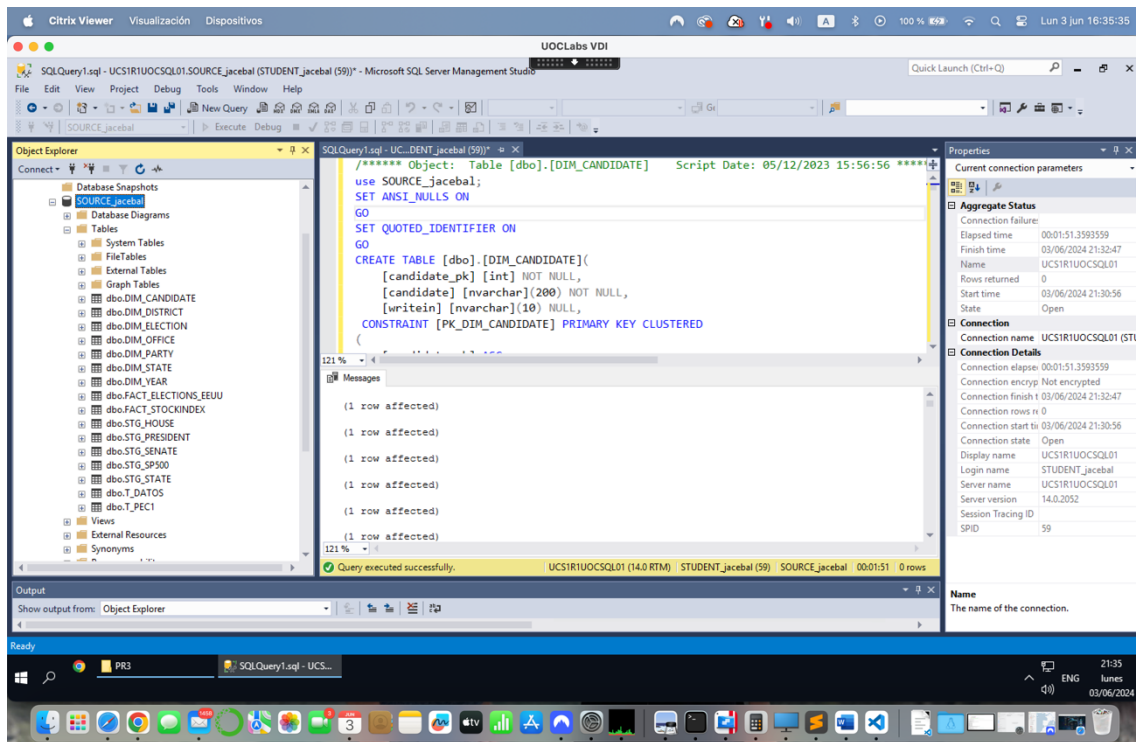 Citrix Viewer Visualización Dispositivos
A 100 % Lun 3 jun 16:35:35
UOCLabs VDI
SQLQuery1.sql - UCS1R1UOCSQL01.SOURCE_jacebal (STUDENT_jacebal (59))* - Microsoft SQL Server Management Studio
Quick Launch (Ctrl+Q)
File Edit View Project Debug Tools Window Help
New Query
SOURCE_jacebal Execute Debug
Object Explorer
Connect
Database Snapshots
SOURCE_jacebal
Database Diagrams
Tables
System Tables
FileTables
External Tables
Graph Tables
dbo.DIM_CANDIDATE
dbo.DIM_DISTRICT
dbo.DIM_ELECTION
dbo.DIM_OFFICE
dbo.DIM_PARTY
dbo.DIM_STATE
dbo.DIM_YEAR
dbo.FACT_ELECTIONS_EEUU
dbo.FACT_STOCKINDEX
dbo.STG_HOUSE
dbo.STG_PRESIDENT
dbo.STG_SENATE
dbo.STG_SP500
dbo.STG_STATE
dbo.T_DATOS
dbo.T_PEC1
Views
External Resources
Synonyms
SQLQuery1.sql - UC...DENT_jacebal (59))*
/****** Object: Table [dbo].[DIM_CANDIDATE] Script Date: 05/12/2023 15:56:56 *****
use SOURCE_jacebal;
SET ANSI_NULLS ON
GO
SET QUOTED_IDENTIFIER ON
GO
CREATE TABLE [dbo].[DIM_CANDIDATE](
[candidate_pk] [int] NOT NULL,
[candidate] [nvarchar](200) NOT NULL,
[writein] [nvarchar](10) NULL,
CONSTRAINT [PK_DIM_CANDIDATE] PRIMARY KEY CLUSTERED
(
121 %
Messages
(1 row affected)
(1 row affected)
(1 row affected)
(1 row affected)
(1 row affected)
(1 row affected)
121 %
Query executed successfully. UCS1R1UOCSQL01 (14.0 RTM) STUDENT_jacebal (59) SOURCE_jacebal 00:01:51 0 rows
Properties
Current connection parameters
Aggregate Status
Connection failures
Elapsed time 00:01:51.3593559
Finish time 03/06/2024 21:32:47
Name UCS1R1UOCSQL01
Rows returned 0
Start time 03/06/2024 21:30:56
State Open
Connection
Connection name UCS1R1UOCSQL01 (STU
Connection Details
Connection elapse 00:01:51.3593559
Connection encryp Not encrypted
Connection finish t 03/06/2024 21:32:47
Connection rows re 0
Connection start ti 03/06/2024 21:30:56
Connection state Open
Display name UCS1R1UOCSQL01
Login name STUDENT_jacebal
Server name UCS1R1UOCSQL01
Server version 14.0.2052
Session Tracing ID
SPID 59
Name
The name of the connection.
Output
Show output from: Object Explorer
Ready
PR3 SQLQuery1.sql - UCS...
ENG
21:35
lunes
03/06/2024